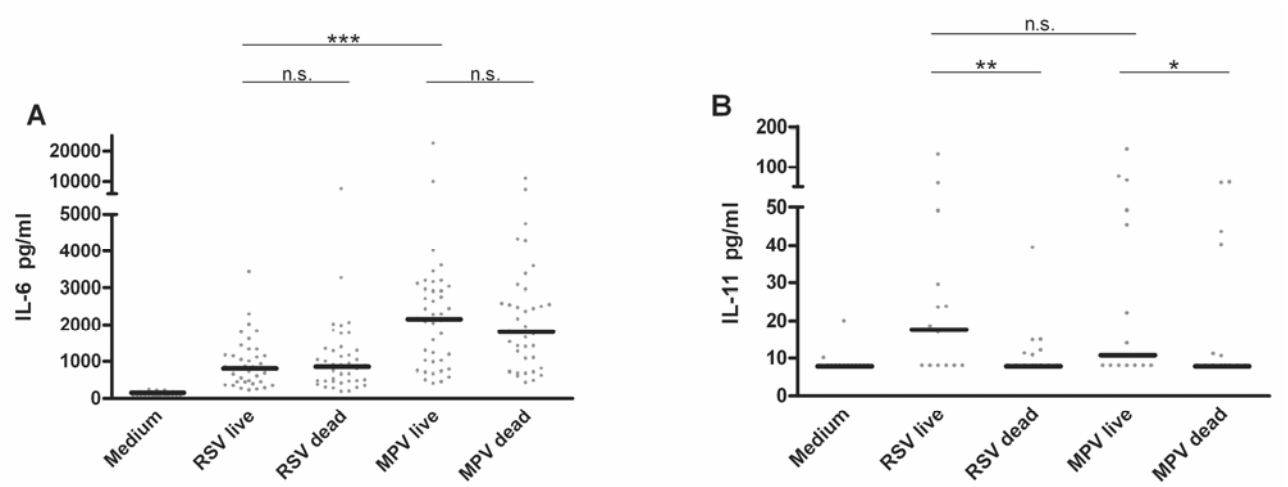 ***
n.s.
n.s.
A
IL-6 pg/ml
20000
10000
5000
4000
3000
2000
1000
0
Medium
RSV live
RSV dead
MPV live
MPV dead
n.s.
**
*
B
IL-11 pg/ml
200
100
50
40
30
20
10
0
Medium
RSV live
RSV dead
MPV live
MPV dead